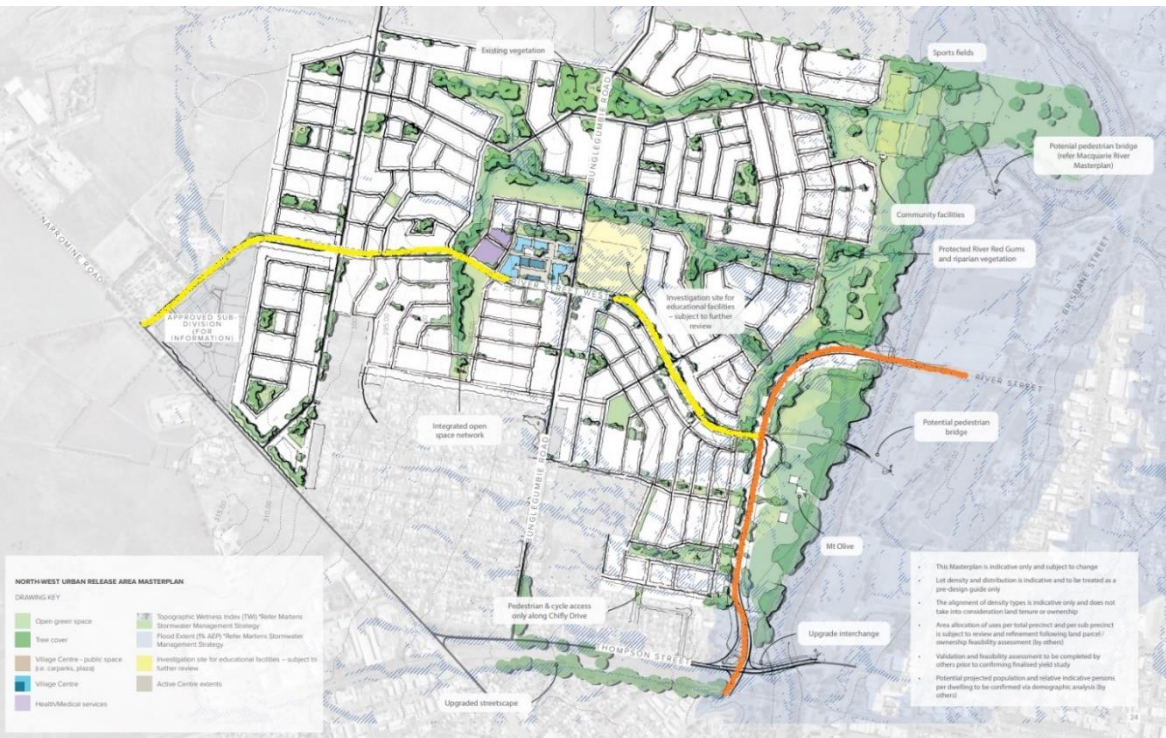 Existing vegetation
Sports fields
JUNGLEGUMBIE ROAD
Potenial pedestrian bridge
(refer Macquarie River
Masterplan)
NARROMINE ROAD
Community facilities
Protected River Red Gums
and riparian vegetation
BRISBANE STREET
RIVER STREET WEST
Investigation site for
educational facilities
– subject to further
review
APPROVED SUB-
DIVISION
(FOR
INFORMATION)
RIVER STREET
Integrated open
space network
Potential pedestrian
bridge
JUNGLEGUMBIE ROAD
Mt Olive
Pedestrian & cycle access
only along Chiffly Drive
Upgrade interchange
THOMPSON STREET
Upgraded streetscape
NORTH-WEST URBAN RELEASE AREA MASTERPLAN
DRAWING KEY
Open green space
Tree cover
Village Centre – public space
(i.e. carparks, plaza)
Village Centre
Health/Medical services
Topographic Wetness Index (TWI) *Refer Martens
Stormwater Management Strategy
Flood Extent (1% AEP) *Refer Martens Stormwater
Management Strategy
Investigation site for educational facilities – subject to
further review
Active Centre extents
• This Masterplan is indicative only and subject to change
• Lot density and distribution is indicative and to be treated as a
pre-design guide only
• The alignment of density types is indicative only and does not
take into consideration land tenure or ownership
• Area allocation of uses per total precinct and per sub precinct
is subject to review and refinement following land parcel /
ownership feasibility assessment (by others)
• Validation and feasibility assessment to be completed by
others prior to confirming finalised yield study
• Potential projected population and relative indicative persons
per dwelling to be confirmed via demographic analysis (by
others)
24